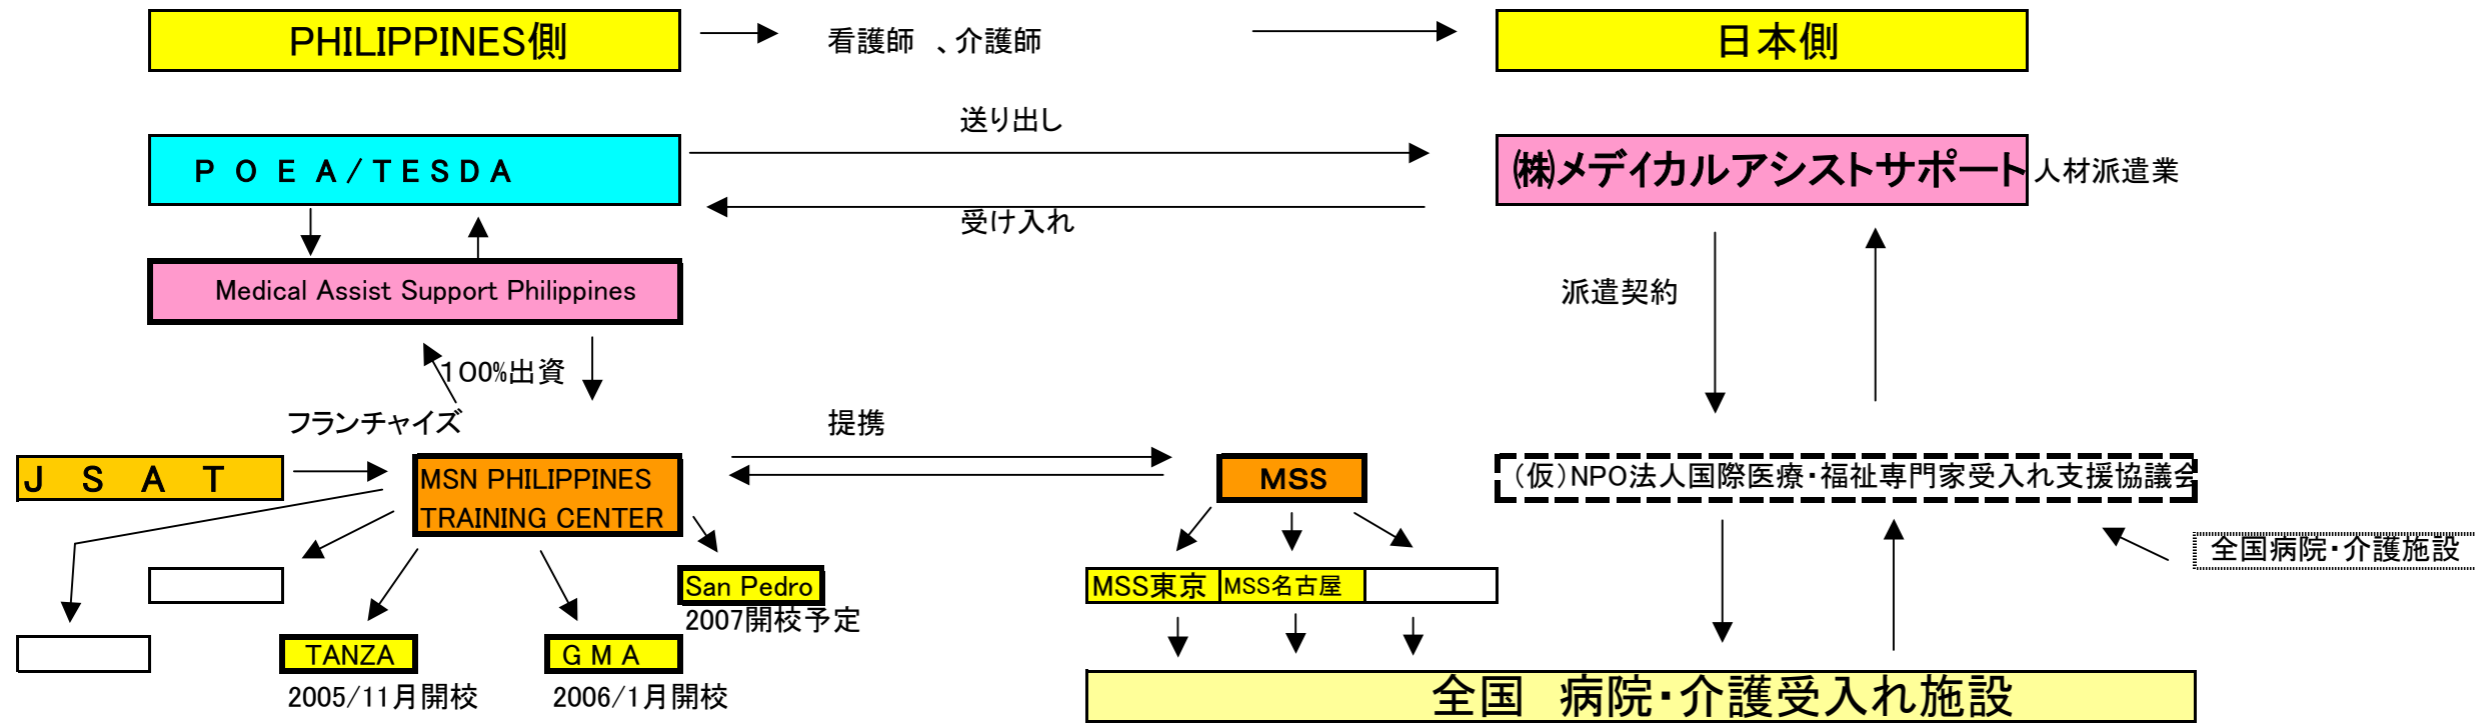 PHILIPPINES側
看護師　、介護師
日本側
送り出し
P O E A/TESDA
㈱メディカルアシストサポート
人材派遣業
受け入れ
Medical Assist Support Philippines
派遣契約
100%出資
フランチャイズ
提携
J S A T
MSN PHILIPPINES
TRAINING CENTER
MSS
(仮)NPO法人国際医療・福祉専門家受入れ支援協議会
全国病院・介護施設
San Pedro
2007開校予定
MSS東京
MSS名古屋
TANZA
G M A
2005/11月開校
2006/1月開校
全国　病院・介護受入れ施設